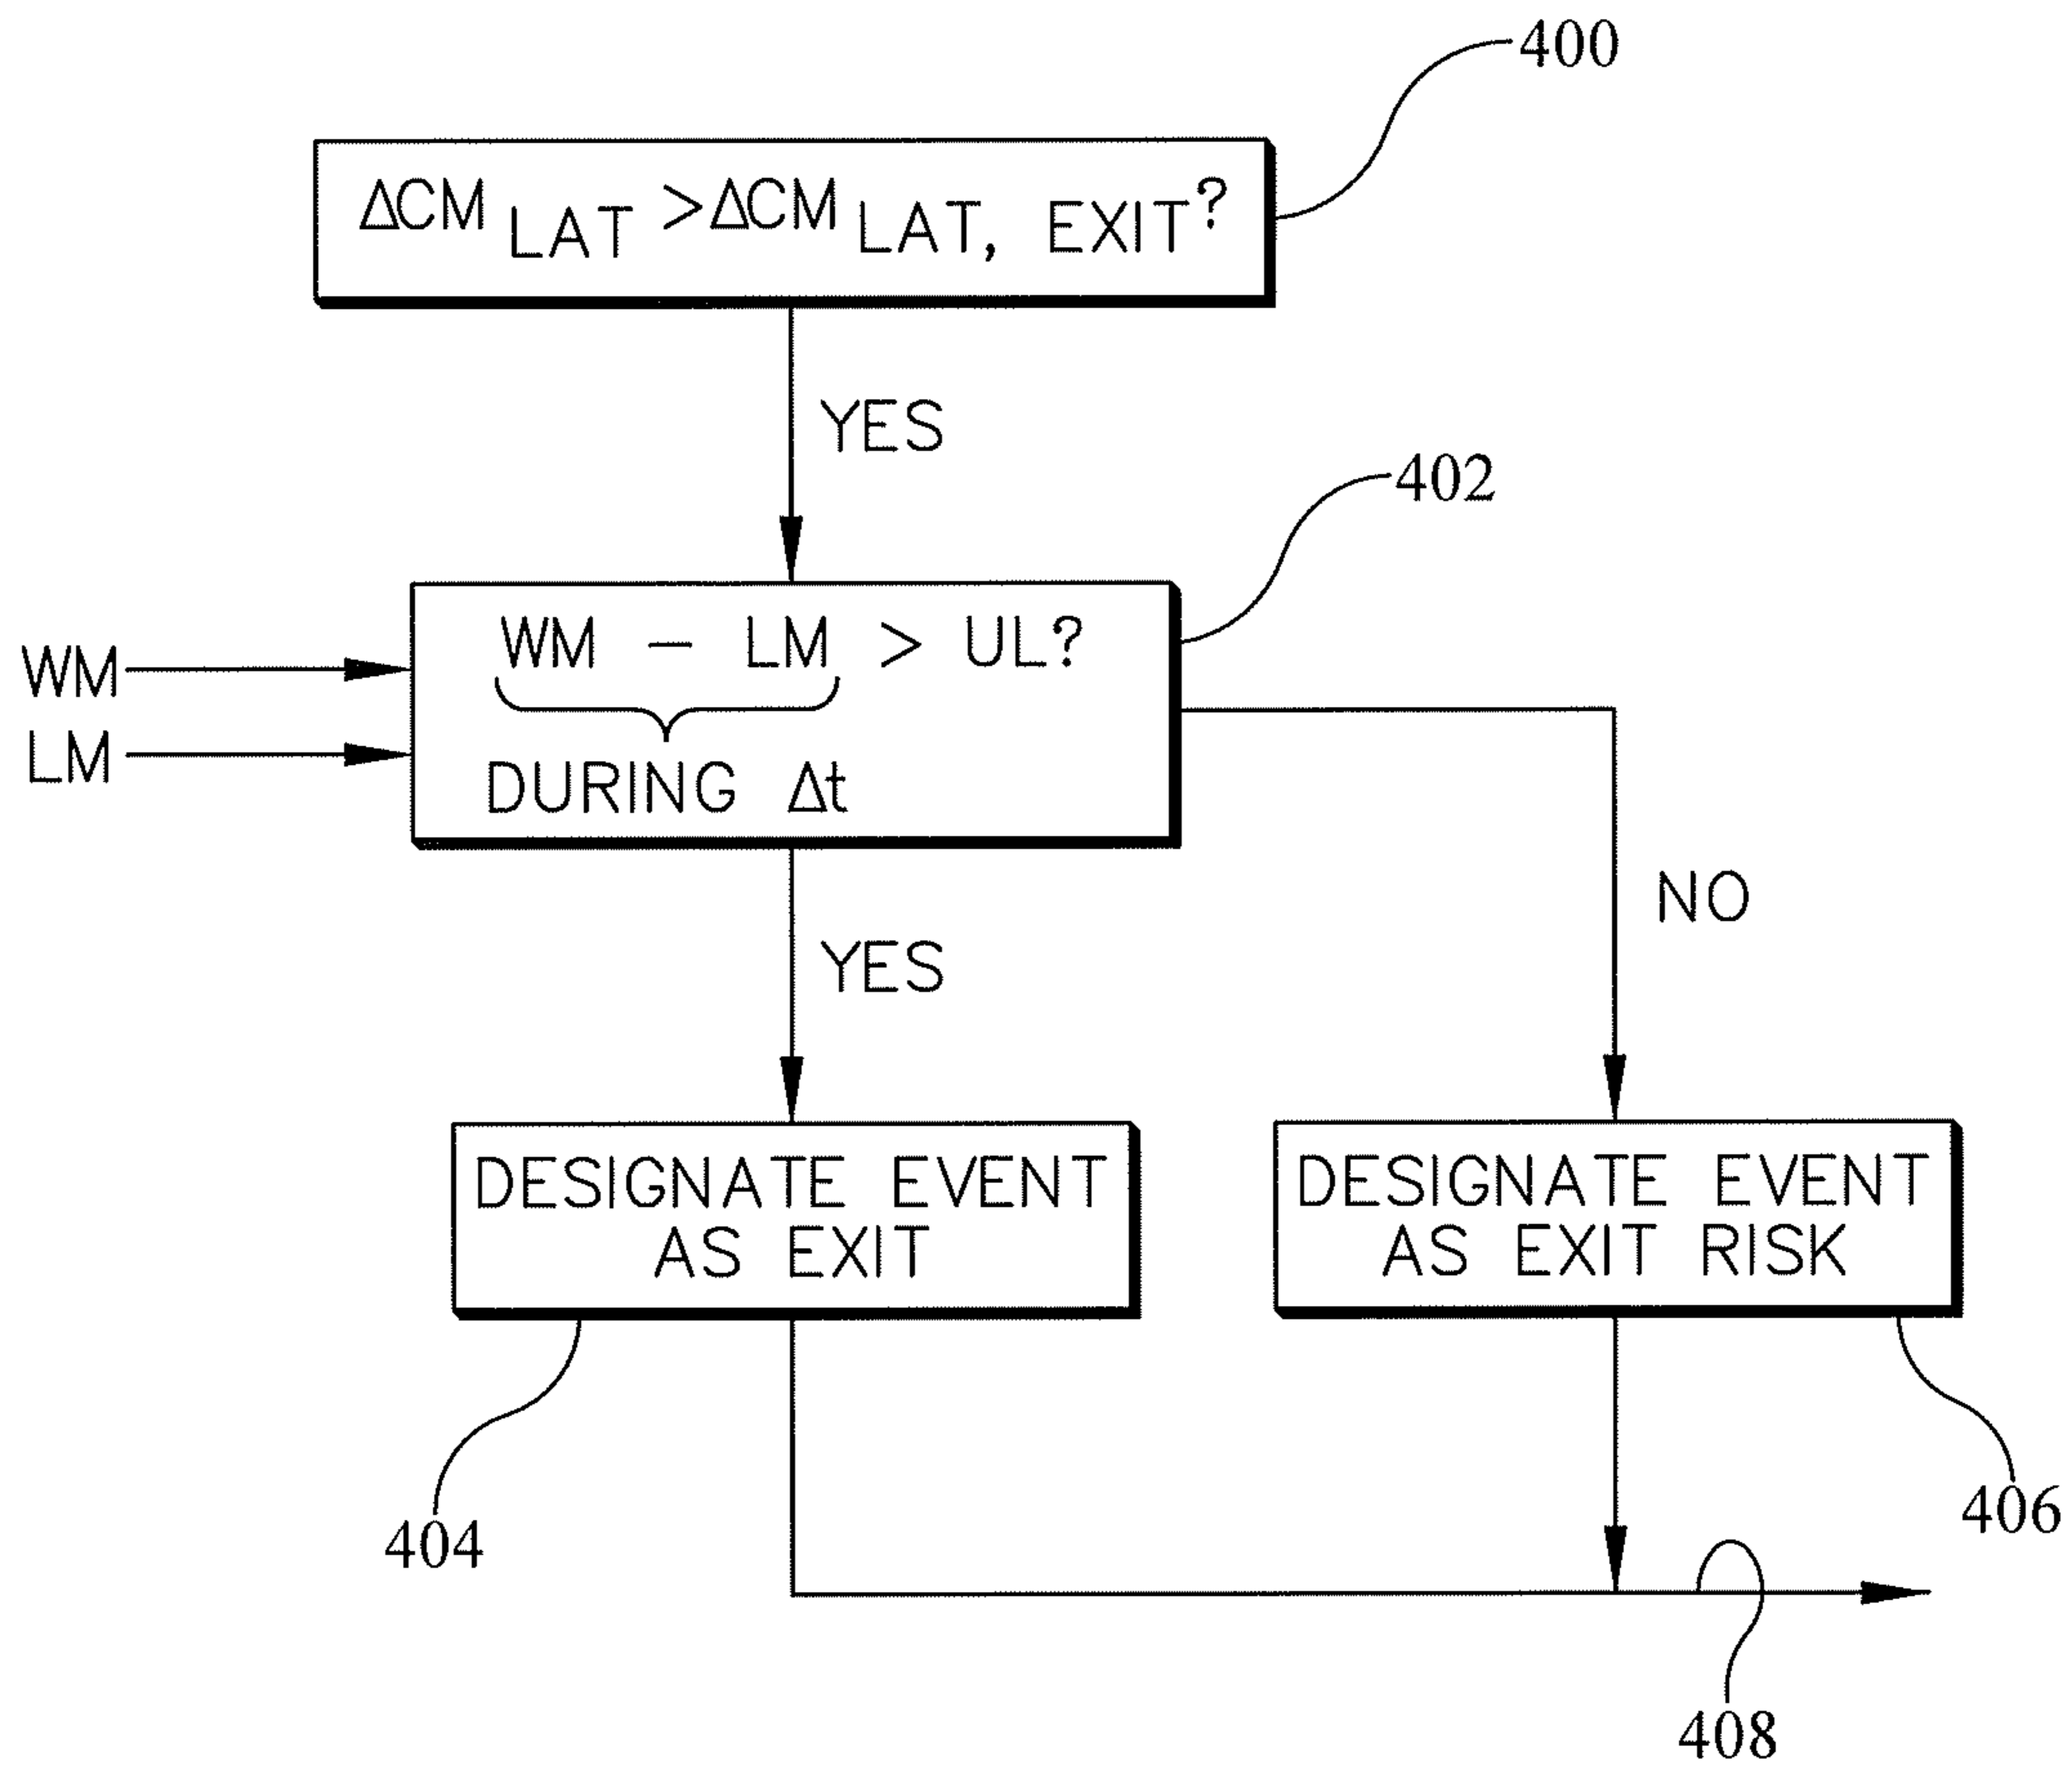 400
ΔCM LAT > ΔCM LAT, EXIT?
YES
402
WM - LM > UL?
WM
LM
DURING Δt
NO
YES
DESIGNATE EVENT
AS EXIT
DESIGNATE EVENT
AS EXIT RISK
404
406
408